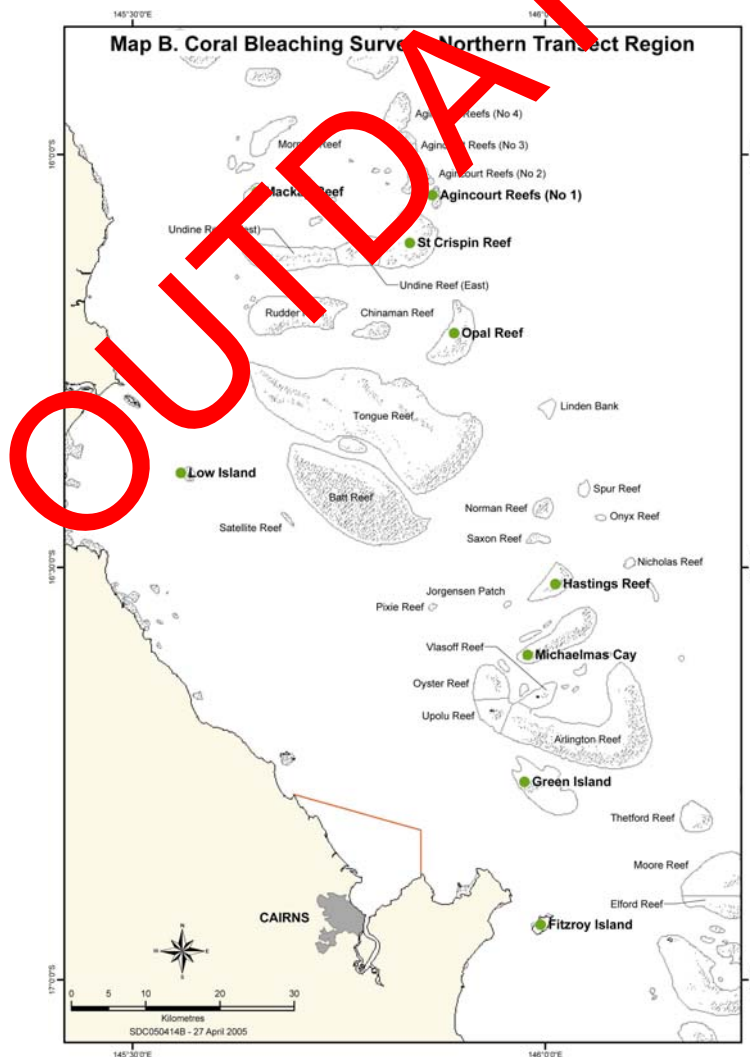 145°30'0"E
146°0'0"E
Map B. Coral Bleaching Northern Transect Region
Agincourt Reefs (No 4)
Agincourt Reefs (No 3)
Reef
Agincourt Reefs (No 2)
16°0'0"S
Mackay Reef
Agincourt Reefs (No 1)
Undine
St Crispin Reef
Undine Reef (East)
Rudder
Chinaman Reef
Opal Reef
Linden Bank
Tongue Reef
Low Island
Batt Reef
Spur Reef
Norman Reef
Onyx Reef
Satellite Reef
Saxon Reef
16°30'0"S
Nicholas Reef
Hastings Reef
Jorgensen Patch
Pixie Reef
Vlasoff Reef
Michaelmas Cay
Oyster Reef
Upolu Reef
Arlington Reef
Green Island
Thetford Reef
Moore Reef
Elford Reef
CAIRNS
Fitzroy Island
N
W
E
S
17°0'0"S
0 5 10 20 30
Kilometres
SDC050414B - 27 April 2005
145°30'0"E
146°0'0"E
OUTDA